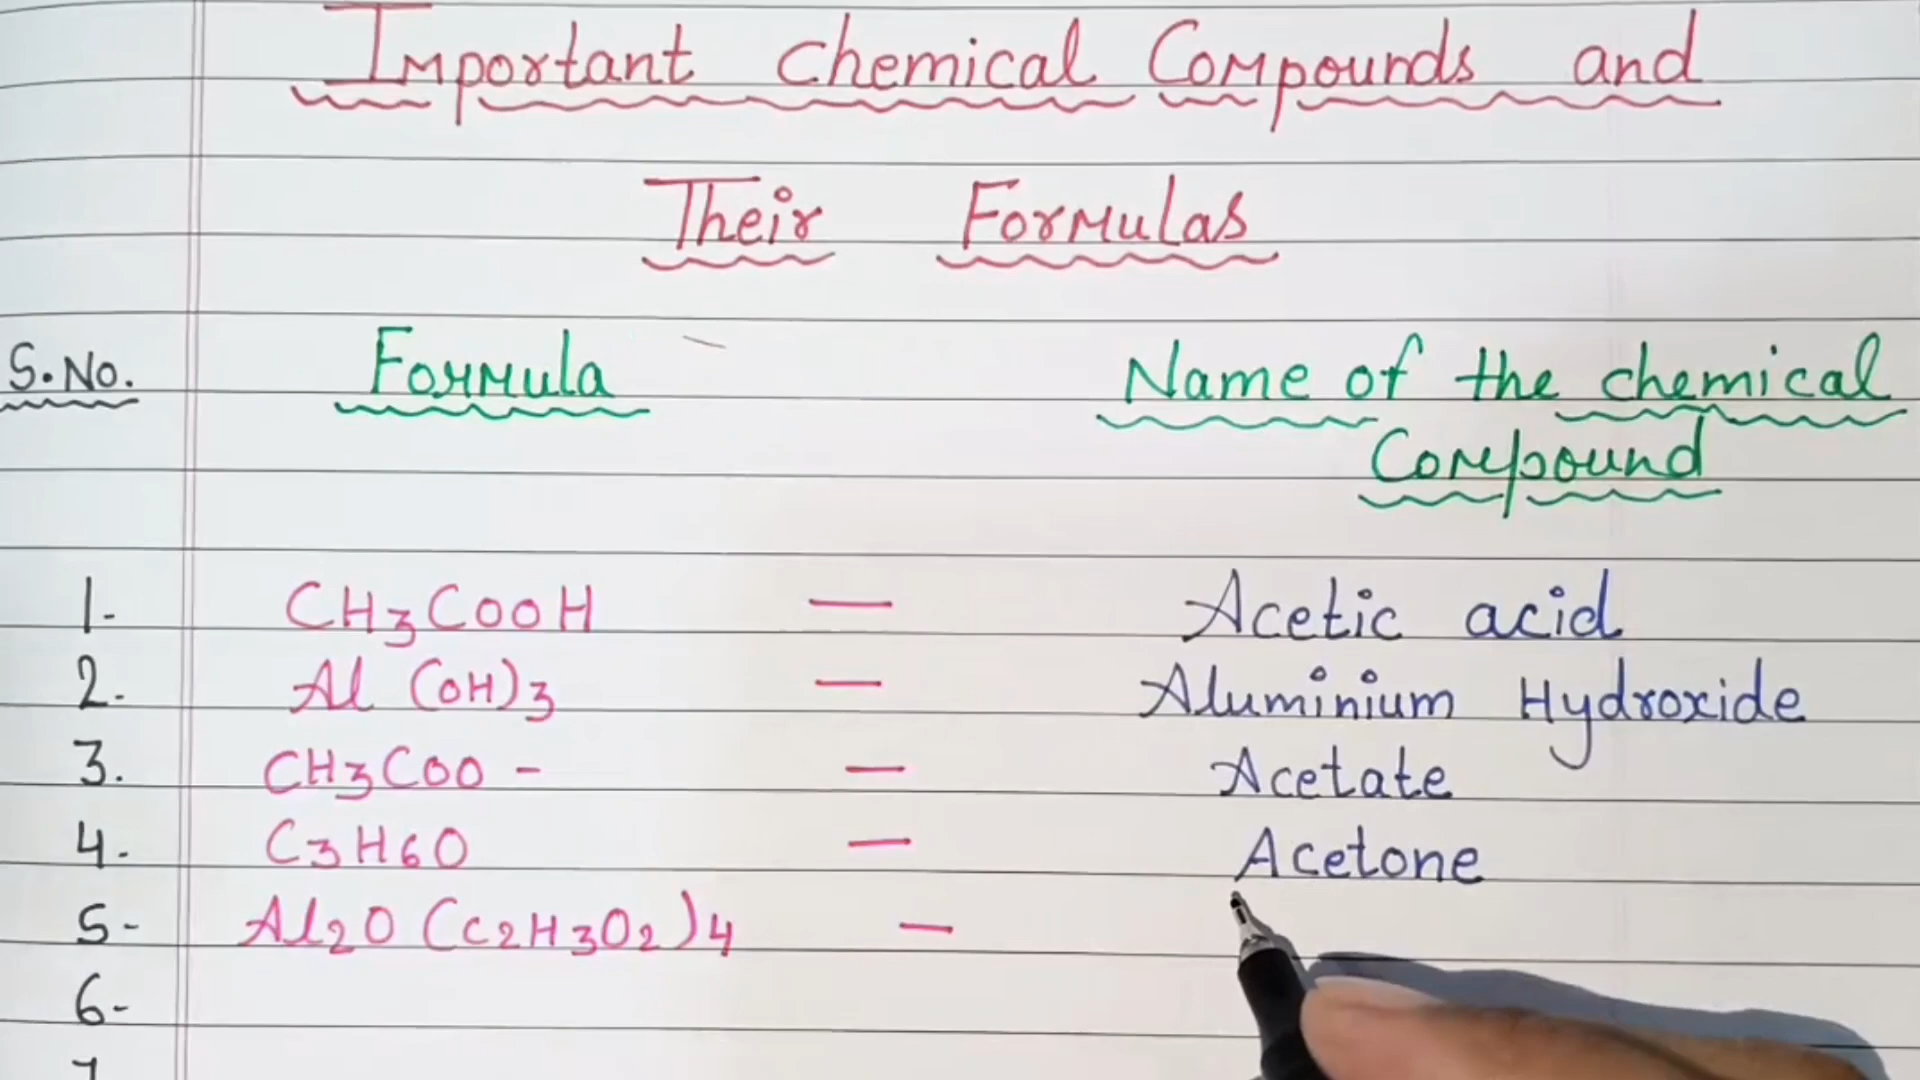 Important Chemical Compounds and
Their Formulas
S.No. Formula Name of the chemical
Compound
1- CH3COOH — Acetic acid
2- Al (OH)3 — Aluminium Hydroxide
3. CH3COO - — Acetate
4- C3H6O — Acetone
5- Al2O (C2H3O2)4 —
6-